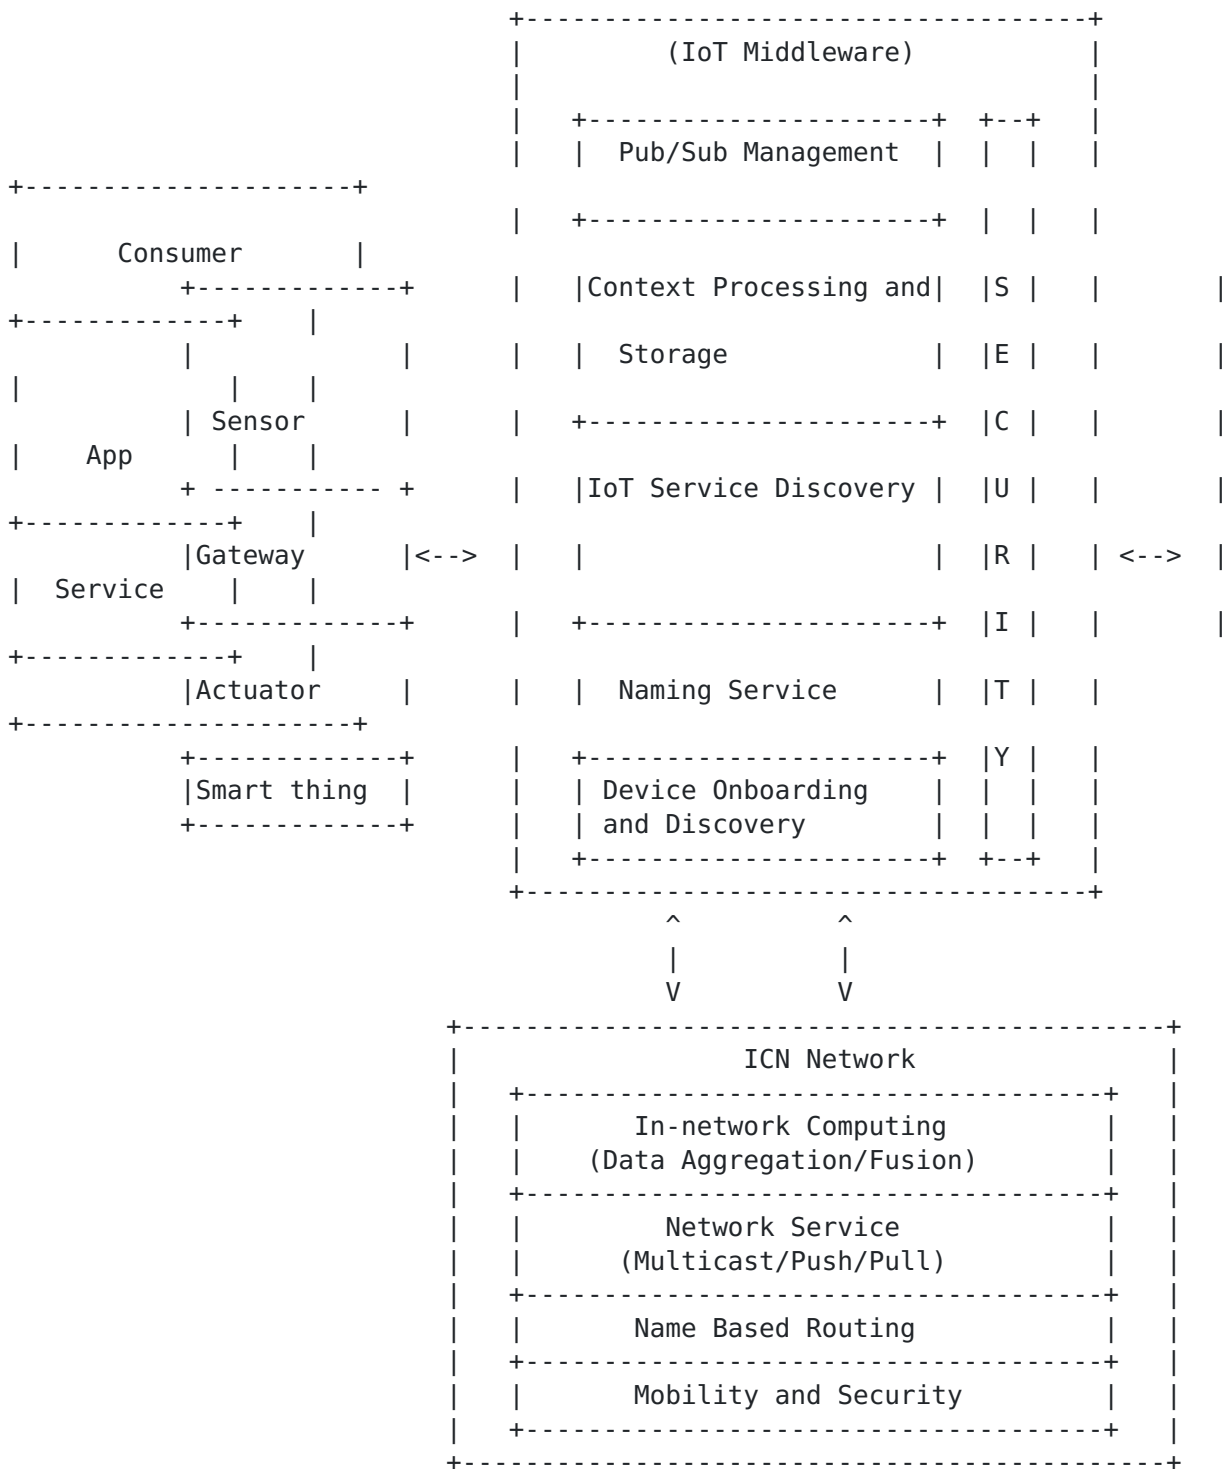 +------------------------------------+
|         (IoT Middleware)           |
|                                    |
|   +----------------------+  +--+   |
|   |  Pub/Sub Management  |  |  |   |
+---------------------+
|   +----------------------+  |  |   |
|      Consumer       |
+-------------+      |   |Context Processing and|  |S |   |       |
+-------------+    |
|             |      |   |  Storage             |  |E |   |       |
|             |    |
| Sensor      |      |   +----------------------+  |C |   |       |
|    App      |    |
+ ----------- +      |   |IoT Service Discovery |  |U |   |       |
+-------------+    |
|Gateway      |<-->  |   |                      |  |R |   | <-->  |
|  Service    |    |
+-------------+      |   +----------------------+  |I |   |       |
+-------------+    |
|Actuator     |      |   |  Naming Service      |  |T |   |
+---------------------+
+-------------+      |   +----------------------+  |Y |   |
|Smart thing  |      |   | Device Onboarding    |  |  |   |
+-------------+      |   | and Discovery        |  |  |   |
|   +----------------------+  +--+   |
+------------------------------------+
^          ^
|          |
V          V
+---------------------------------------------+
|                  ICN Network                |
|   +-------------------------------------+   |
|   |       In-network Computing          |   |
|   |    (Data Aggregation/Fusion)        |   |
|   +-------------------------------------+   |
|   |         Network Service             |   |
|   |      (Multicast/Push/Pull)          |   |
|   +-------------------------------------+   |
|   |       Name Based Routing            |   |
|   +-------------------------------------+   |
|   |       Mobility and Security         |   |
|   +-------------------------------------+   |
+---------------------------------------------+